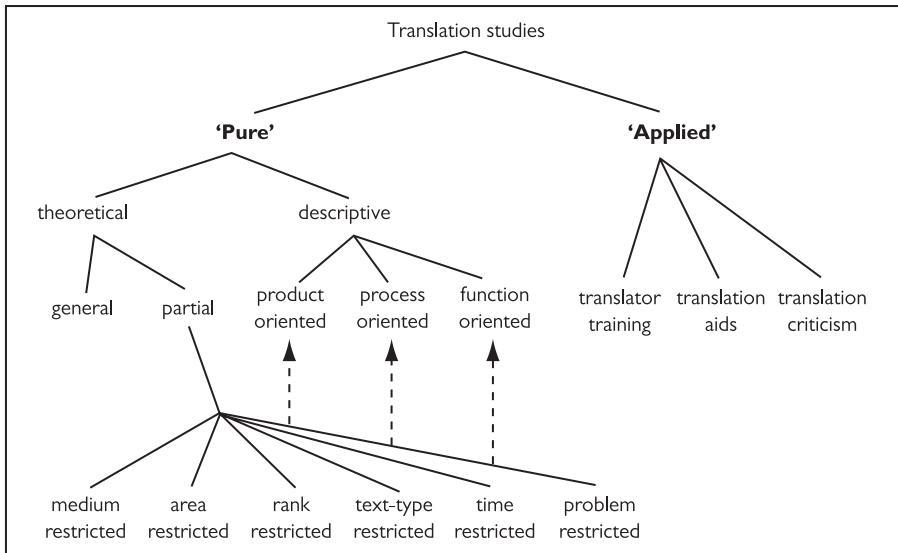 Translation studies
‘Pure’
‘Applied’
theoretical
descriptive
general
partial
product
oriented
process
oriented
function
oriented
translator
training
translation
aids
translation
criticism
medium
restricted
area
restricted
rank
restricted
text-type
restricted
time
restricted
problem
restricted